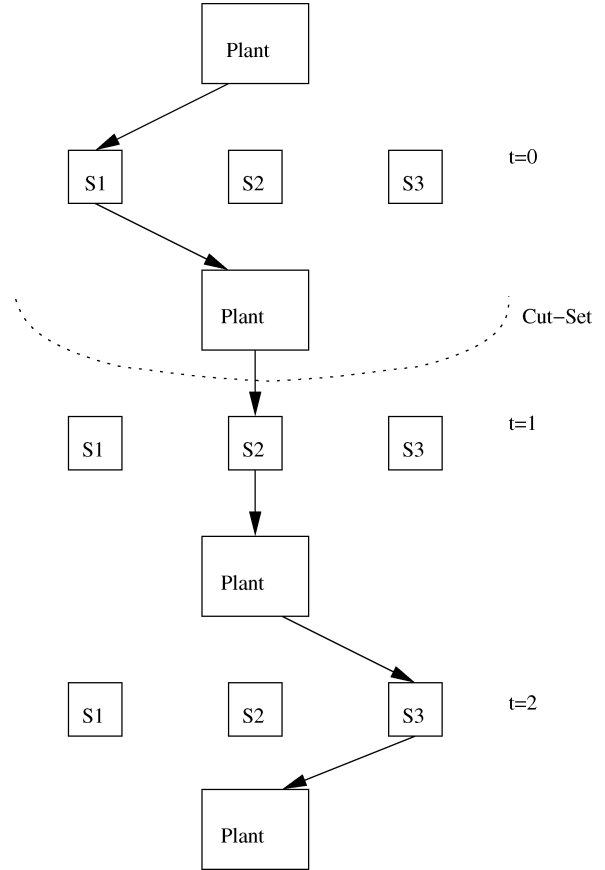 Plant
t=0
S1 S2 S3
Plant
Cut-Set
t=1
S1 S2 S3
Plant
S1 S2 S3
t=2
Plant